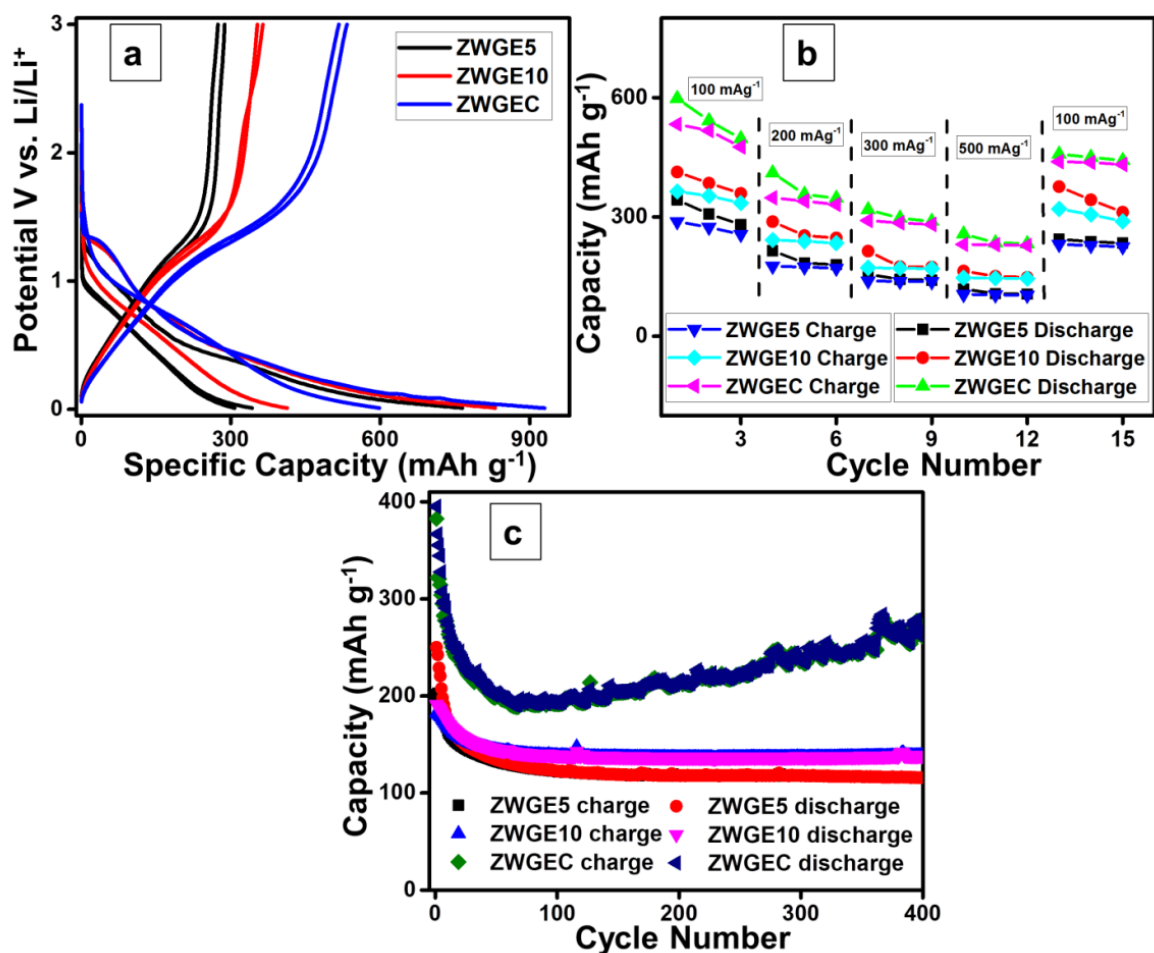 a
ZWGE5
ZWGE10
ZWGEC
Potential V vs. Li/Li⁺
3
2
1
0
0 300 600 900
Specific Capacity (mAh g⁻¹)
b
100 mAg⁻¹
200 mAg⁻¹
300 mAg⁻¹
500 mAg⁻¹
100 mAg⁻¹
Capacity (mAh g⁻¹)
600
300
0
ZWGE5 Charge ZWGE5 Discharge
ZWGE10 Charge ZWGE10 Discharge
ZWGEC Charge ZWGEC Discharge
3 6 9 12 15
Cycle Number
c
Capacity (mAh g⁻¹)
400
300
200
100
0
ZWGE5 charge ZWGE5 discharge
ZWGE10 charge ZWGE10 discharge
ZWGEC charge ZWGEC discharge
0 100 200 300 400
Cycle Number